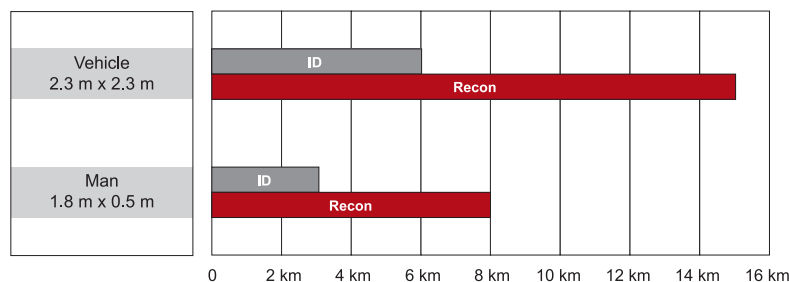 Vehicle
2.3 m x 2.3 m
ID
Recon
Man
1.8 m x 0.5 m
ID
Recon
0 2 km 4 km 6 km 8 km 10 km 12 km 14 km 16 km